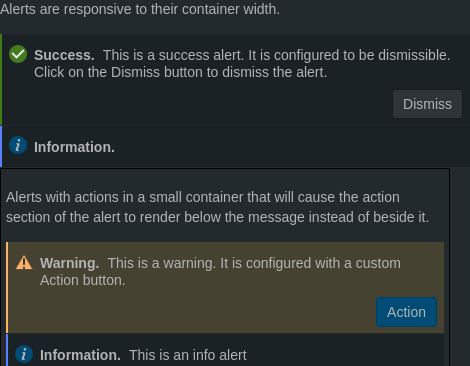 Alerts are responsive to their container width.
Success. This is a success alert. It is configured to be dismissible.
Click on the Dismiss button to dismiss the alert.
Dismiss
Information.
Alerts with actions in a small container that will cause the action
section of the alert to render below the message instead of beside it.
Warning. This is a warning. It is configured with a custom
Action button.
Action
Information. This is an info alert